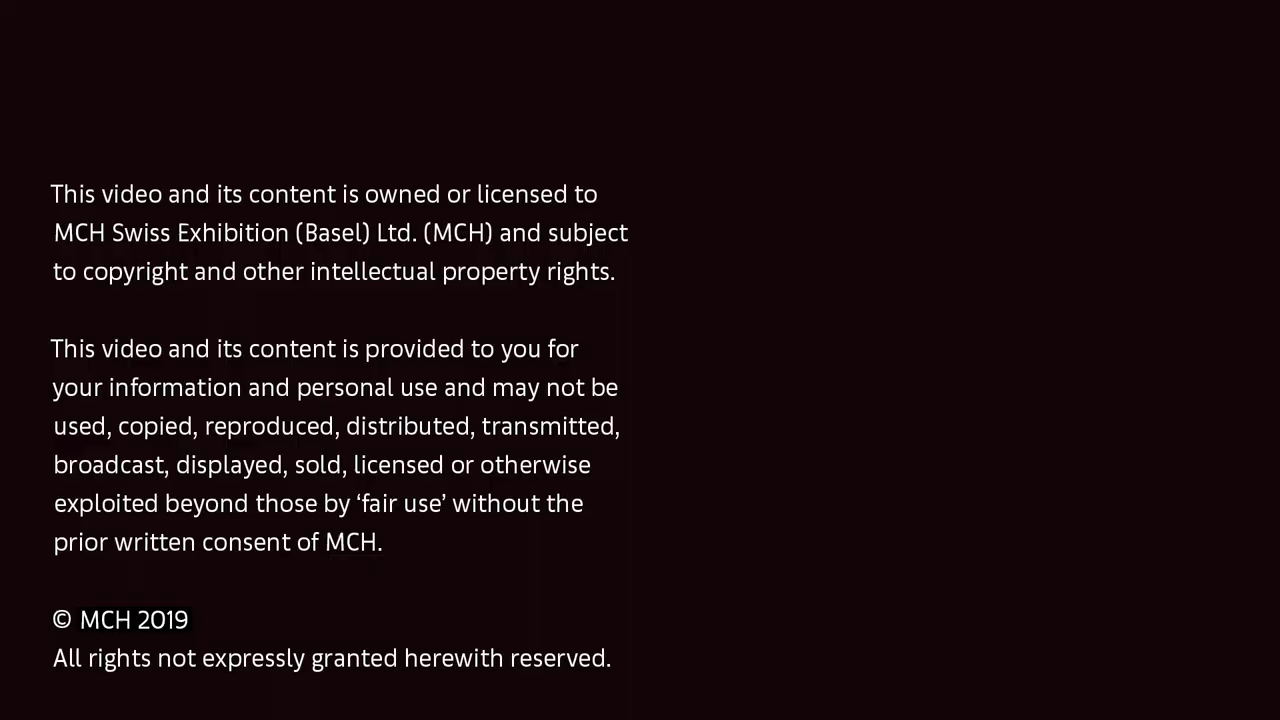 This video and its content is owned or licensed to
MCH Swiss Exhibition (Basel) Ltd. (MCH) and subject
to copyright and other intellectual property rights.
This video and its content is provided to you for
your information and personal use and may not be
used, copied, reproduced, distributed, transmitted,
broadcast, displayed, sold, licensed or otherwise
exploited beyond those by ‘fair use’ without the
prior written consent of MCH.
© MCH 2019
All rights not expressly granted herewith reserved.